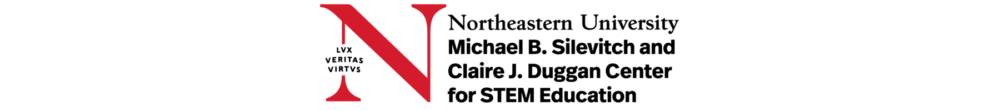 N
LVX
VERITAS
VIRTVS
Northeastern University
Michael B. Silevitch and
Claire J. Duggan Center
for STEM Education